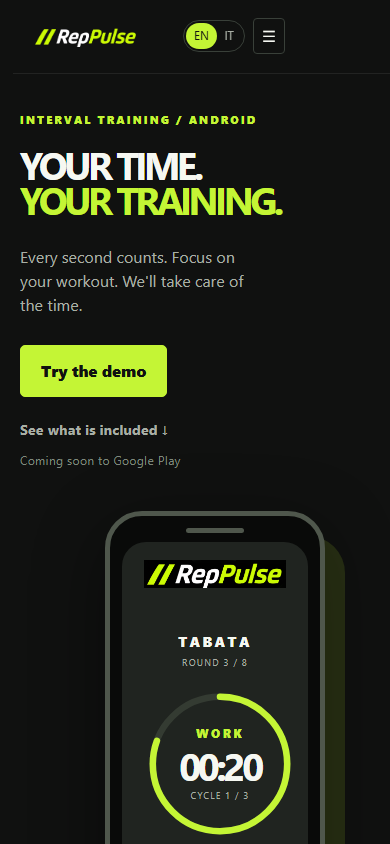 RepPulse
EN IT ☰
INTERVAL TRAINING / ANDROID
YOUR TIME.
YOUR TRAINING.
Every second counts. Focus on
your workout. We'll take care of
the time.
Try the demo
See what is included ↓
Coming soon to Google Play
RepPulse
TABATA
ROUND 3 / 8
WORK
00:20
CYCLE 1 / 3